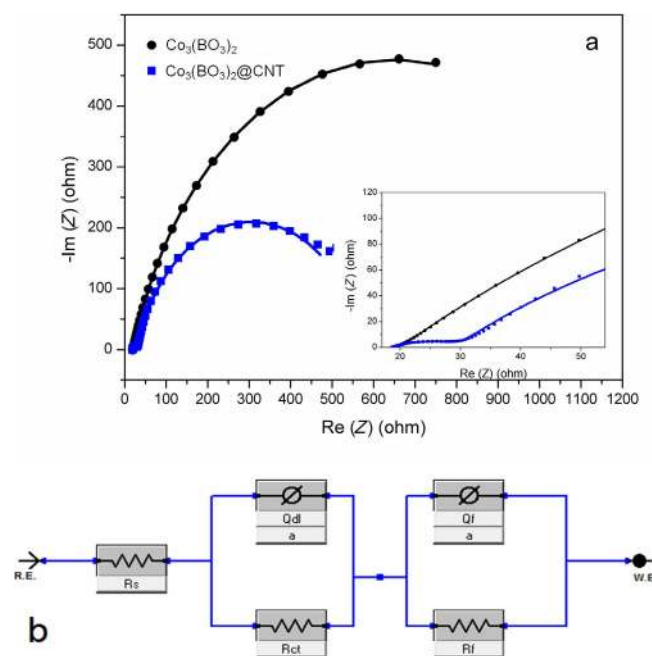 a
Co₃(BO₃)₂
Co₃(BO₃)₂@CNT
500
400
300
200
100
0
-Im (Z) (ohm)
0 100 200 300 400 500 600 700 800 900 1000 1100 1200
Re (Z) (ohm)
120
100
80
60
40
20
0
-Im (Z) (ohm)
20 30 40 50
Re (Z) (ohm)
R.E.
Rs
Qdl
a
Rct
Qf
a
Rf
W.E
b